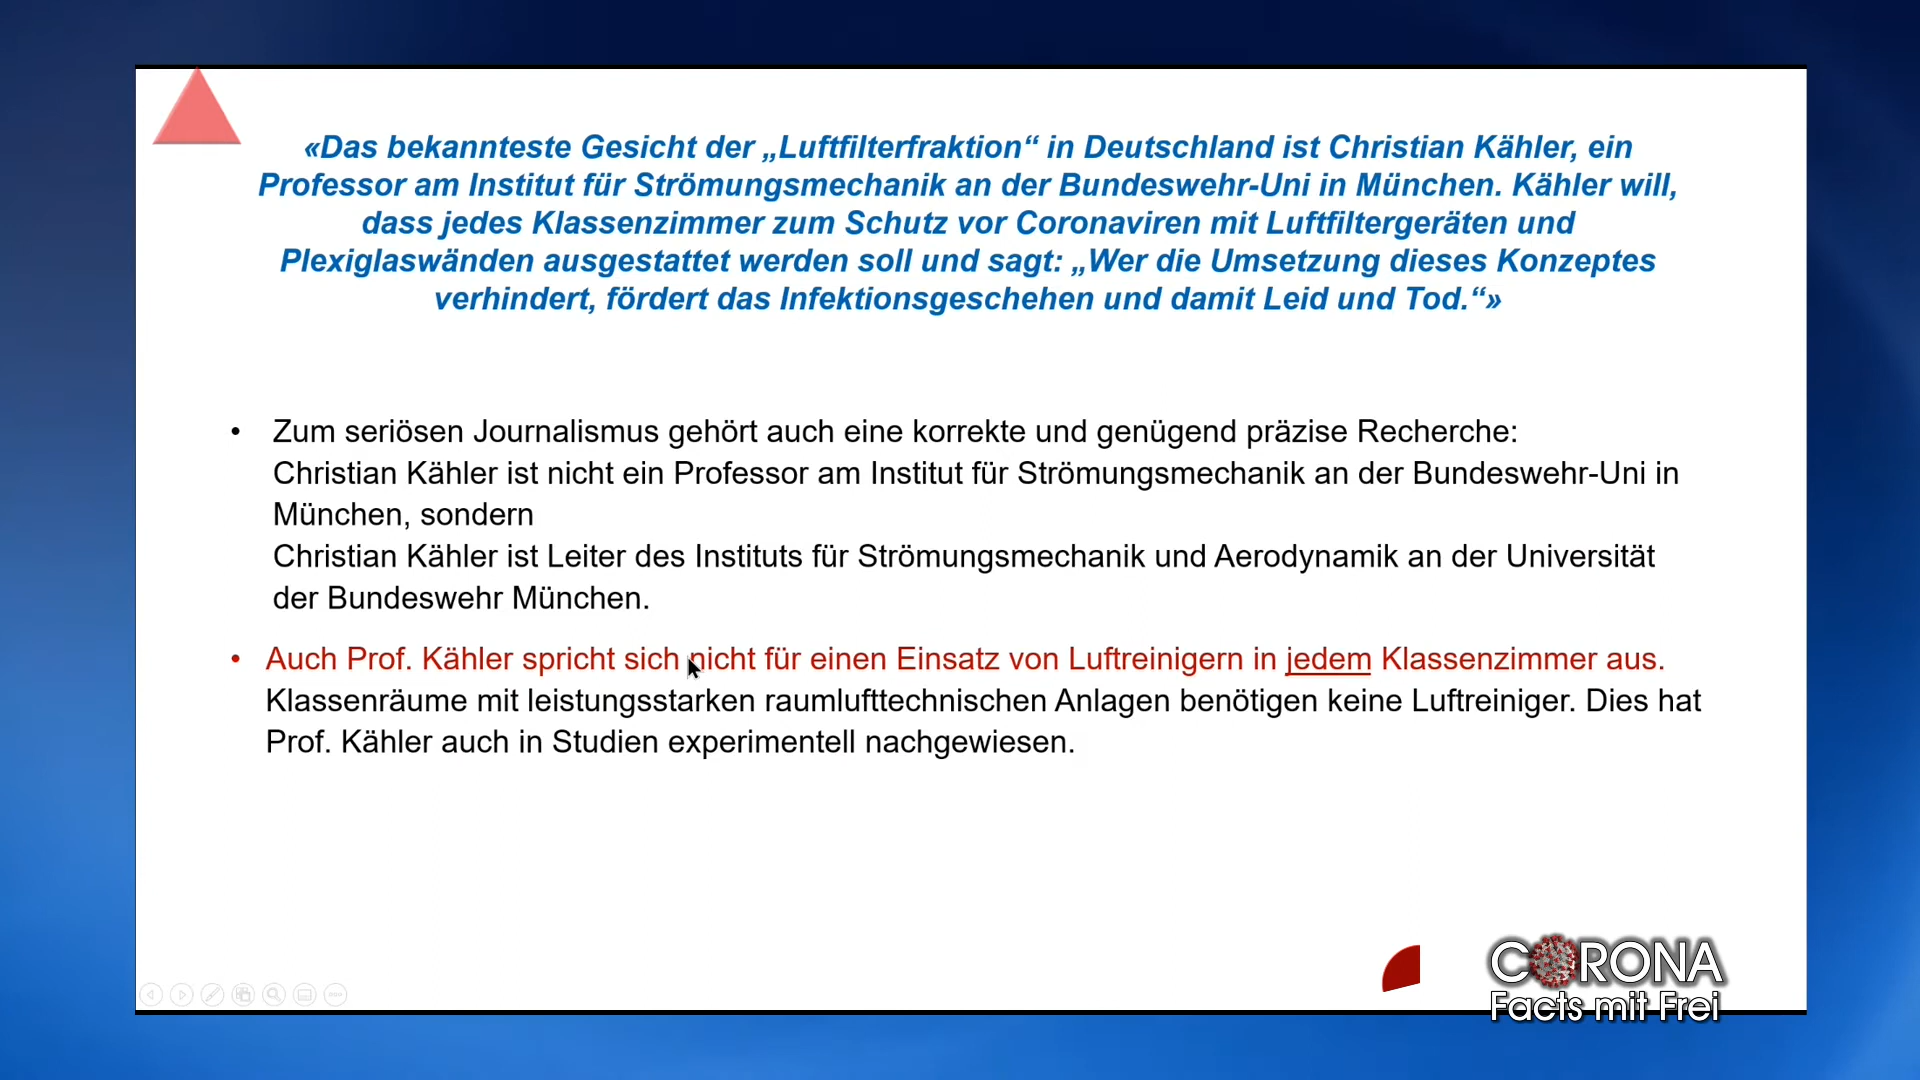 «Das bekannteste Gesicht der „Luftfilterfraktion“ in Deutschland ist Christian Kähler, ein
Professor am Institut für Strömungsmechanik an der Bundeswehr-Uni in München. Kähler will,
dass jedes Klassenzimmer zum Schutz vor Coronaviren mit Luftfiltergeräten und
Plexiglaswänden ausgestattet werden soll und sagt: „Wer die Umsetzung dieses Konzeptes
verhindert, fördert das Infektionsgeschehen und damit Leid und Tod.“»
• Zum seriösen Journalismus gehört auch eine korrekte und genügend präzise Recherche:
Christian Kähler ist nicht ein Professor am Institut für Strömungsmechanik an der Bundeswehr-Uni in
München, sondern
Christian Kähler ist Leiter des Instituts für Strömungsmechanik und Aerodynamik an der Universität
der Bundeswehr München.
• Auch Prof. Kähler spricht sich nicht für einen Einsatz von Luftreinigern in jedem Klassenzimmer aus.
Klassenräume mit leistungsstarken raumlufttechnischen Anlagen benötigen keine Luftreiniger. Dies hat
Prof. Kähler auch in Studien experimentell nachgewiesen.
CORONA
Facts mit Frei